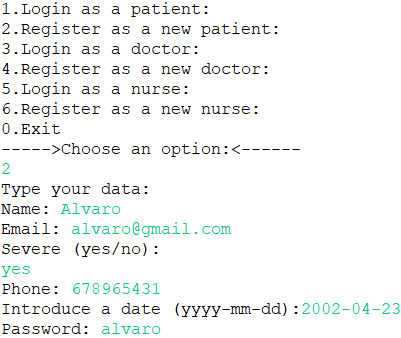 1.Login as a patient:
2.Register as a new patient:
3.Login as a doctor:
4.Register as a new doctor:
5.Login as a nurse:
6.Register as a new nurse:
0.Exit
----->Choose an option:<------
2
Type your data:
Name: Alvaro
Email: alvaro@gmail.com
Severe (yes/no):
yes
Phone: 678965431
Introduce a date (yyyy-mm-dd):2002-04-23
Password: alvaro